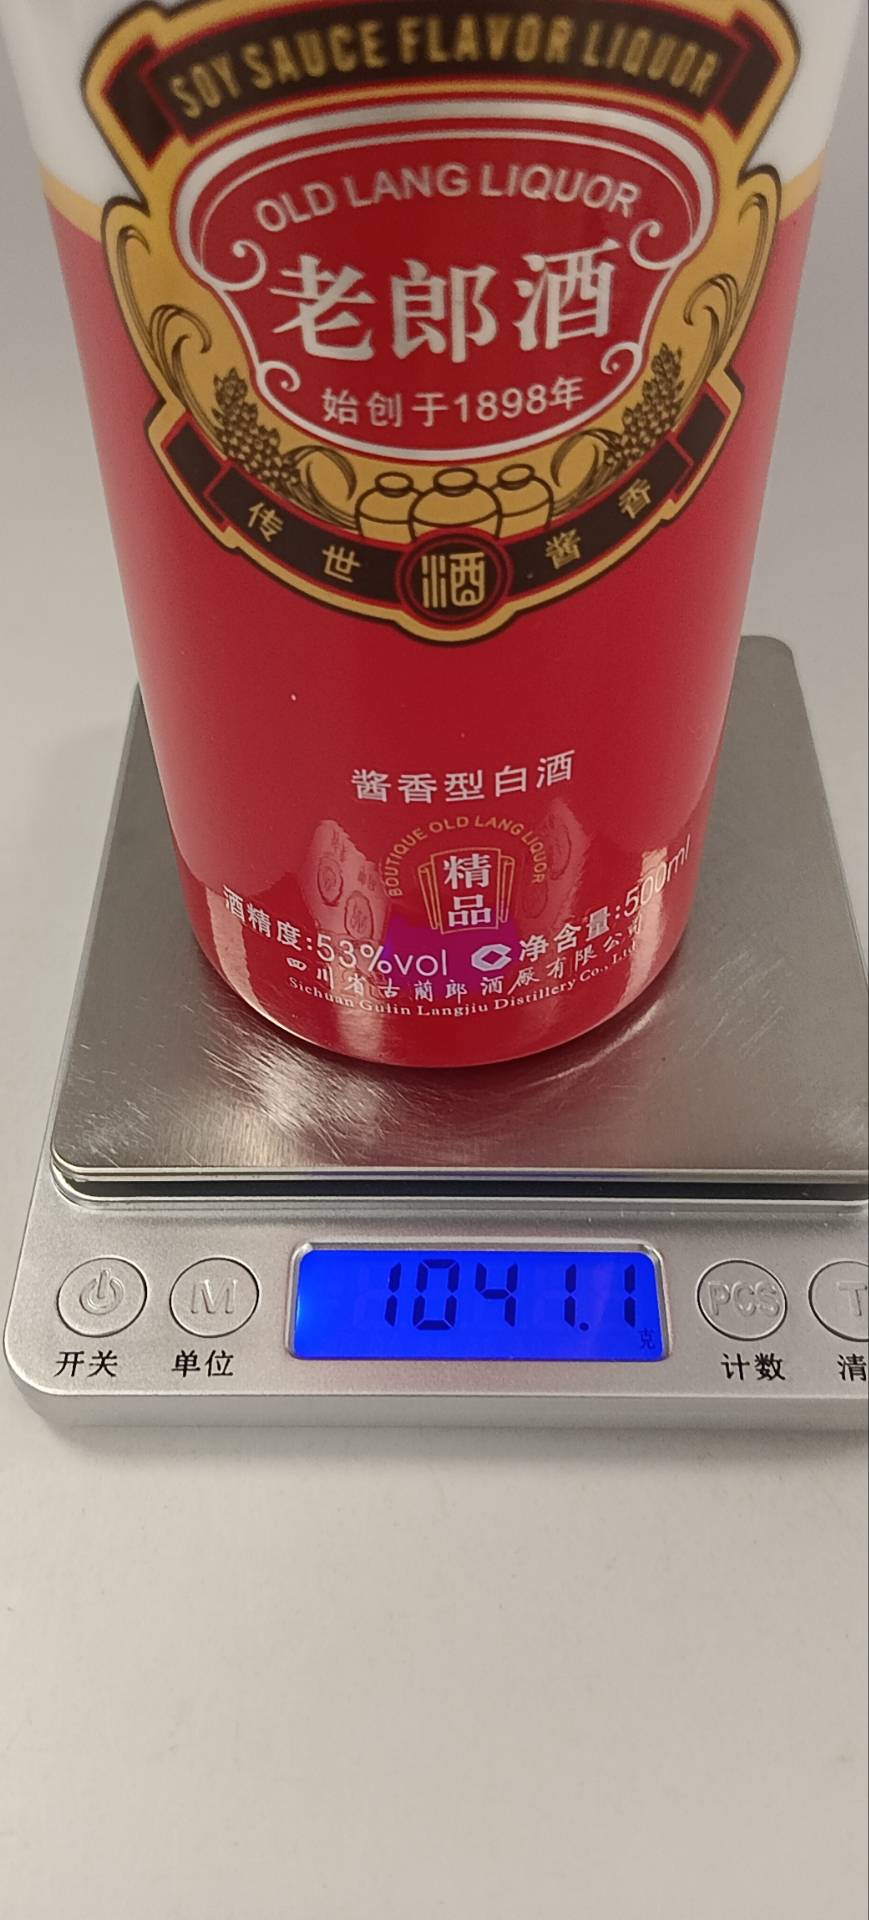 SOY SAUCE FLAVOR LIQUOR
OLD LANG LIQUOR
老郎酒
始创于1898年
传世 酒 酱香
酱香型白酒
BOUTIQUE OLD LANG LIQUOR
精
品
酒精度:53%vol 净含量:500ml
四川省古蔺郎酒厂有限公司
Sichuan Gulin Langjiu Distillery Co., Ltd
1041.1
克
M PCS T
开关 单位 计数 清